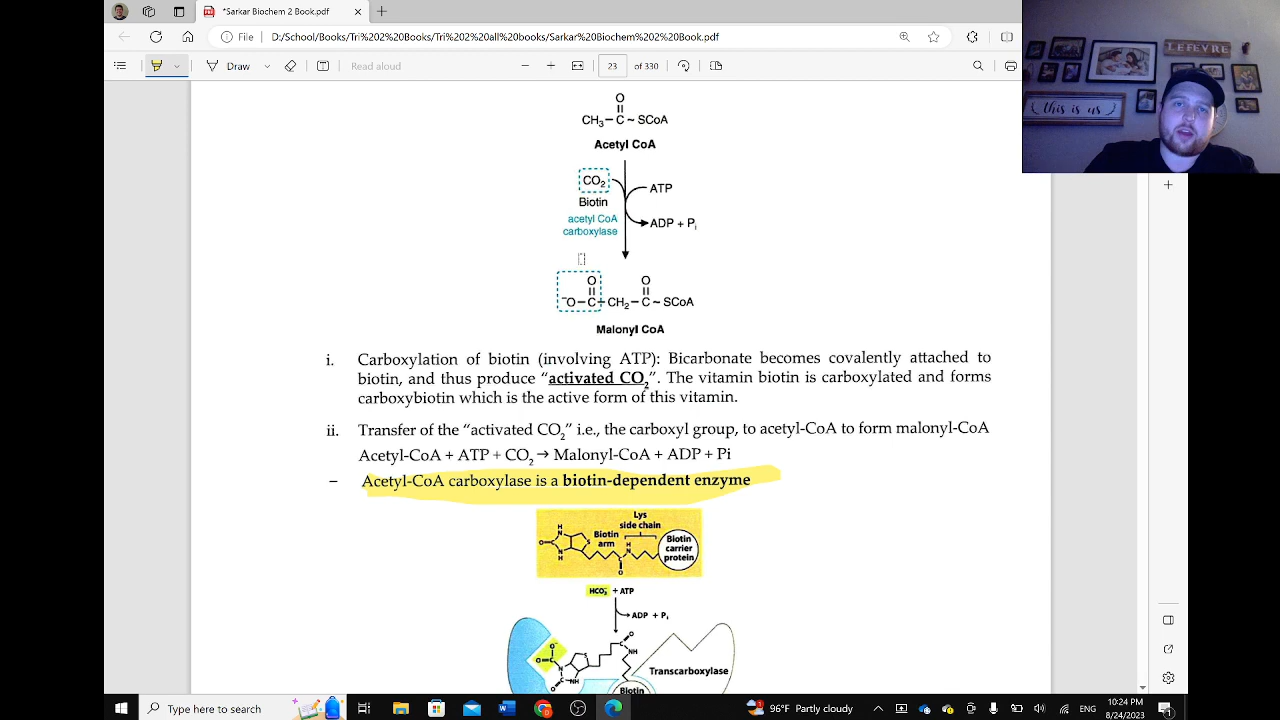 *Sarkar Biochem 2 Book.pdf
File D:/School/Books/Tri%202%20Books/Tri%202%20all%20books/Sarkar%20Biochem%202%20Book.pdf
Draw Read aloud 23 of 330
LEFEVRE
this is us
O
CH3 – C ~ SCoA
Acetyl CoA
CO2
ATP
Biotin
acetyl CoA
carboxylase
ADP + Pi
O O
⁻O – C – CH2 – C ~ SCoA
Malonyl CoA
i. Carboxylation of biotin (involving ATP): Bicarbonate becomes covalently attached to
biotin, and thus produce “activated CO2”. The vitamin biotin is carboxylated and forms
carboxybiotin which is the active form of this vitamin.
ii. Transfer of the “activated CO2” i.e., the carboxyl group, to acetyl-CoA to form malonyl-CoA
Acetyl-CoA + ATP + CO2 → Malonyl-CoA + ADP + Pi
– Acetyl-CoA carboxylase is a biotin-dependent enzyme
Lys
side chain
Biotin
arm
Biotin
carrier
protein
HCO3⁻ + ATP
ADP + Pi
Transcarboxylase
Biotin
Type here to search
95°F Partly cloudy
10:24 PM
8/24/2023